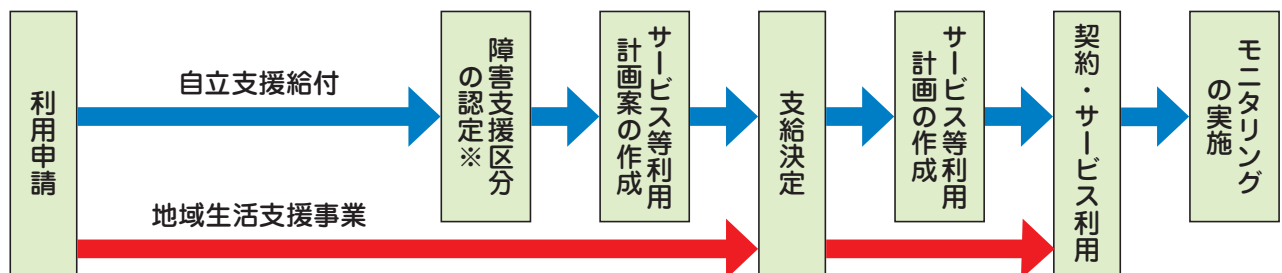 利用申請
自立支援給付
地域生活支援事業
障害支援区分
の認定※
サービス等利用
計画案の作成
支給決定
サービス等利用
計画の作成
契約・サービス利用
モニタリング
の実施